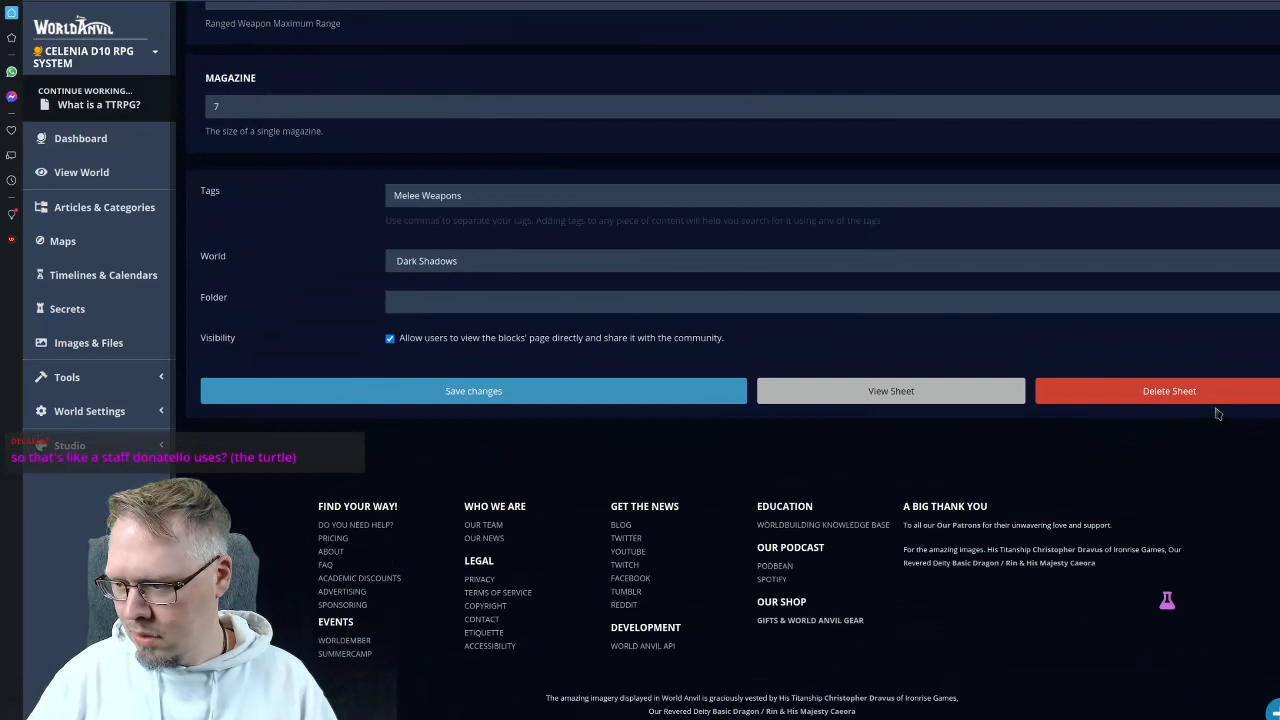 WORLDANVIL
CELENIA D10 RPG
SYSTEM
CONTINUE WORKING...
What is a TTRPG?
Dashboard
View World
Articles & Categories
Maps
Timelines & Calendars
Secrets
Images & Files
Tools
World Settings
Studio
Ranged Weapon Maximum Range
MAGAZINE
7
The size of a single magazine.
Tags
Melee Weapons
Use commas to separate your tags. Adding tags to any piece of content will help you search for it using any of the tags
World
Dark Shadows
Folder
Visibility
Allow users to view the blocks' page directly and share it with the community.
Save changes
View Sheet
Delete Sheet
so that's like a staff donatello uses? (the turtle)
FIND YOUR WAY!
DO YOU NEED HELP?
PRICING
ABOUT
FAQ
ACADEMIC DISCOUNTS
ADVERTISING
SPONSORING
EVENTS
WORLDEMBER
SUMMERCAMP
WHO WE ARE
OUR TEAM
OUR NEWS
LEGAL
PRIVACY
TERMS OF SERVICE
COPYRIGHT
CONTACT
ETIQUETTE
ACCESSIBILITY
GET THE NEWS
BLOG
TWITTER
YOUTUBE
TWITCH
FACEBOOK
TUMBLR
REDDIT
DEVELOPMENT
WORLD ANVIL API
EDUCATION
WORLDBUILDING KNOWLEDGE BASE
OUR PODCAST
PODBEAN
SPOTIFY
OUR SHOP
GIFTS & WORLD ANVIL GEAR
A BIG THANK YOU
To all our Our Patrons for their unwavering love and support.
For the amazing images. His Titanship Christopher Dravus of Ironrise Games, Our
Revered Deity Basic Dragon / Rin & His Majesty Caeora
The amazing imagery displayed in World Anvil is graciously vested by His Titanship Christopher Dravus of Ironrise Games,
Our Revered Deity Basic Dragon / Rin & His Majesty Caeora